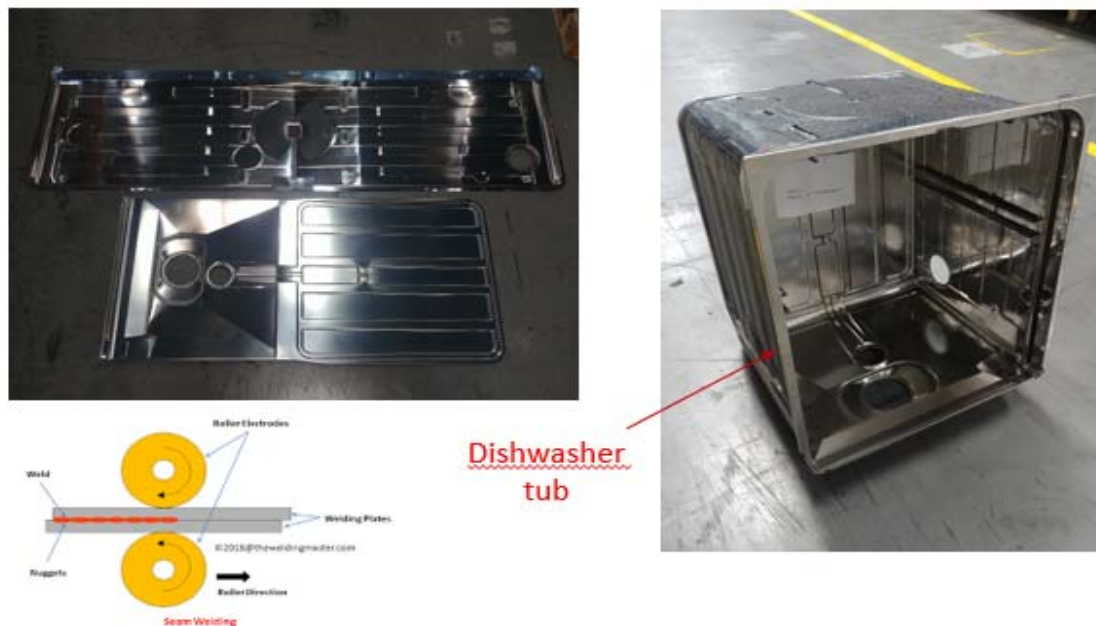 Roller Electrodes
Weld
Welding Plates
©2018@theweldingmaster.com
Nuggets
Roller Direction
Seam Welding
Dishwasher
tub